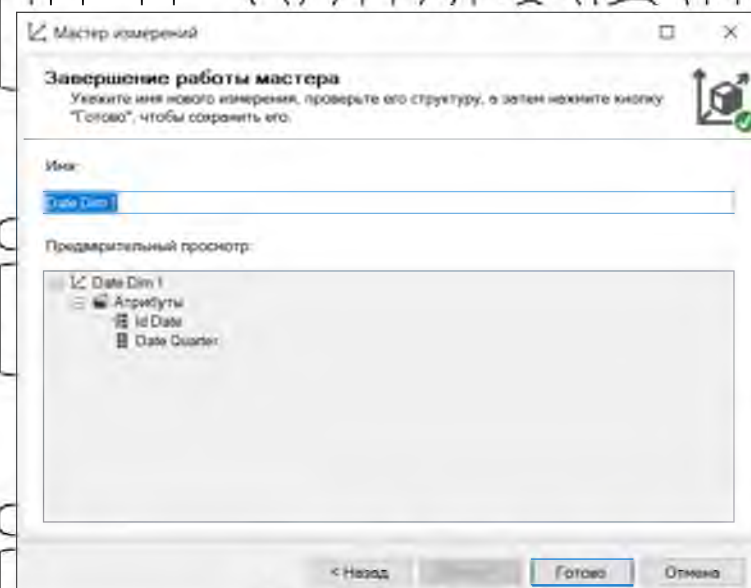 Мастер измерений
Завершение работы мастера
Укажите имя нового измерения, проверьте его структуру, а затем нажмите кнопку
"Готово", чтобы сохранить его.
Имя:
Date Dim 1
Предварительный просмотр:
Date Dim 1
Атрибуты
Id Date
Date Quarter
< Назад
Готово
Отмена